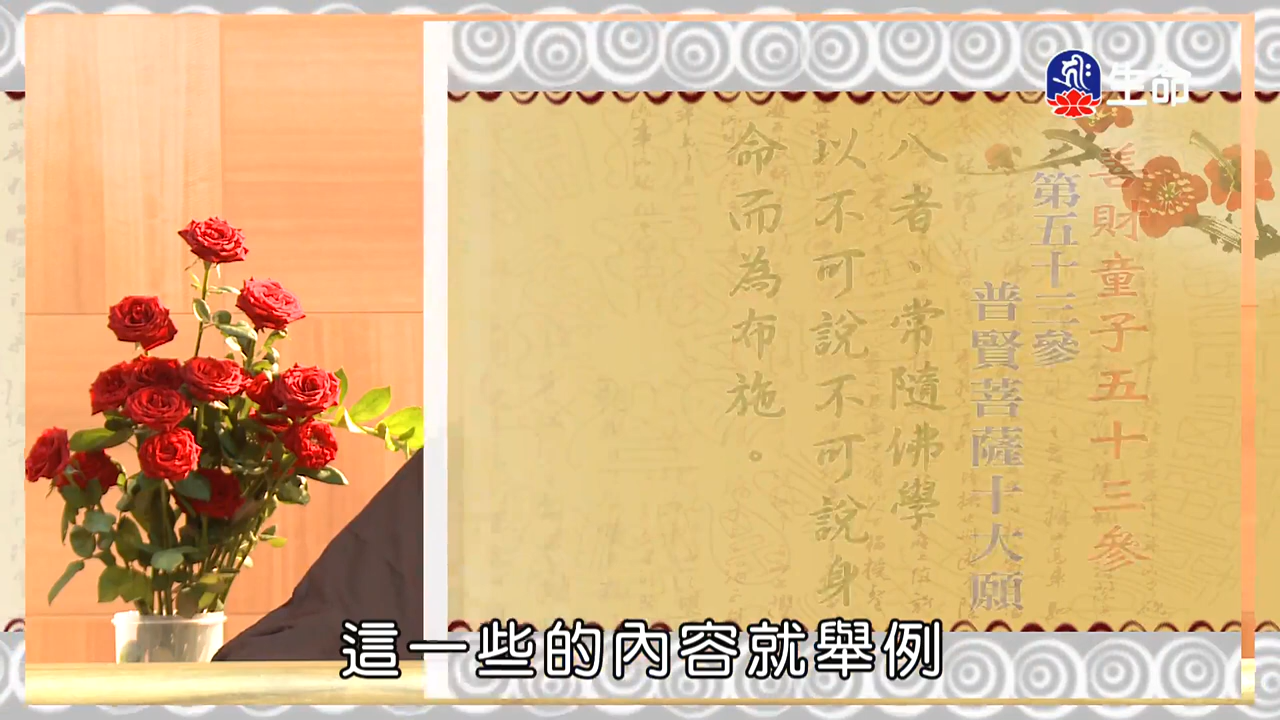 生命
善財童子五十三參
第五十三參
普賢菩薩十大願
八者、常隨佛學
以不可說不可說身
命而為布施。
這一些的內容就舉例